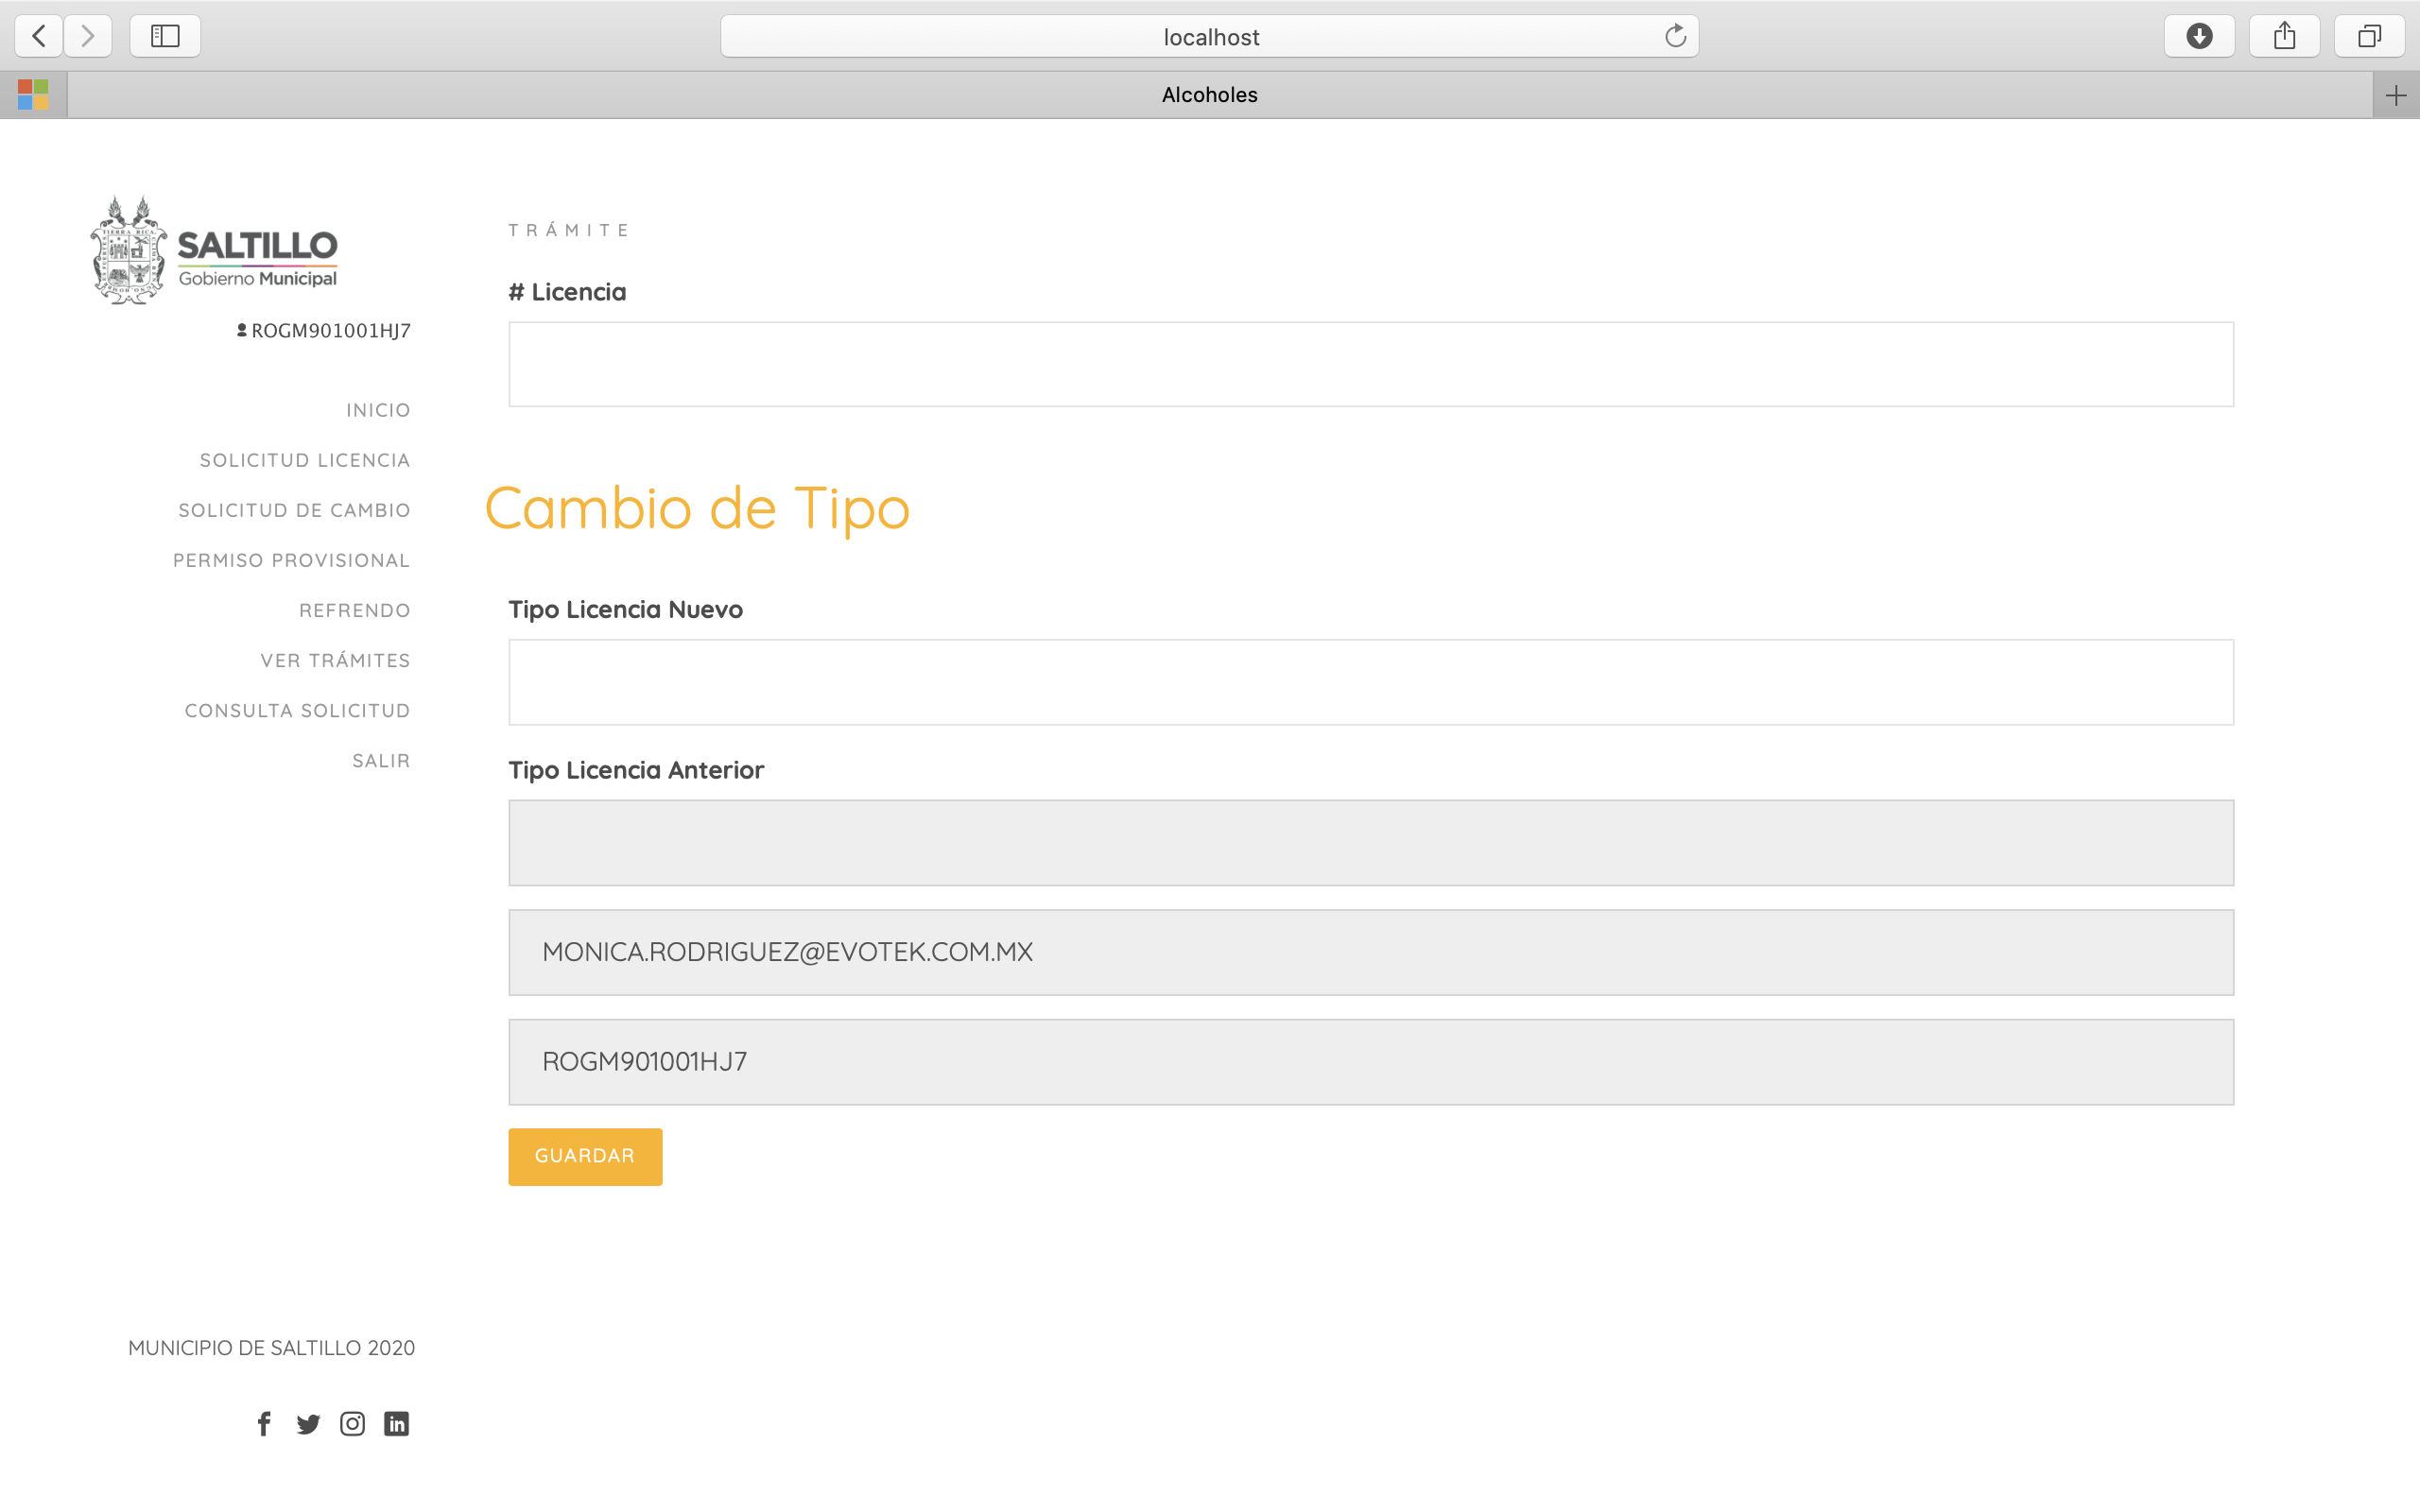 localhost
Alcoholes
SALTILLO
Gobierno Municipal
ROGM901001HJ7
INICIO
SOLICITUD LICENCIA
SOLICITUD DE CAMBIO
PERMISO PROVISIONAL
REFRENDO
VER TRÁMITES
CONSULTA SOLICITUD
SALIR
TRÁMITE
# Licencia
Cambio de Tipo
Tipo Licencia Nuevo
Tipo Licencia Anterior
MONICA.RODRIGUEZ@EVOTEK.COM.MX
ROGM901001HJ7
GUARDAR
MUNICIPIO DE SALTILLO 2020